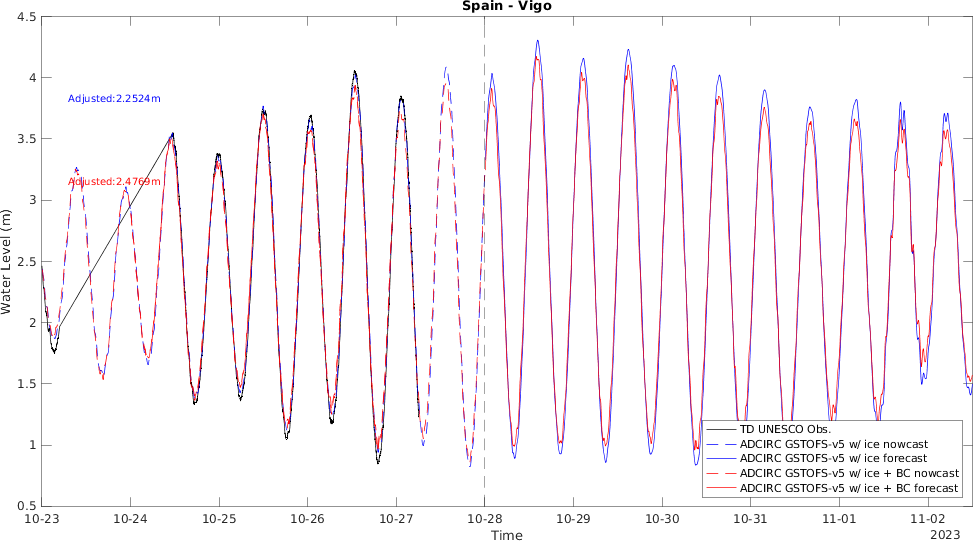 Spain - Vigo
4.5
4
3.5
3
2.5
2
1.5
1
0.5
Water Level (m)
Adjusted:2.2524m
Adjusted:2.4769m
TD UNESCO Obs.
ADCIRC GSTOFS-v5 w/ ice nowcast
ADCIRC GSTOFS-v5 w/ ice forecast
ADCIRC GSTOFS-v5 w/ ice + BC nowcast
ADCIRC GSTOFS-v5 w/ ice + BC forecast
10-23 10-24 10-25 10-26 10-27 10-28 10-29 10-30 10-31 11-01 11-02
Time
2023